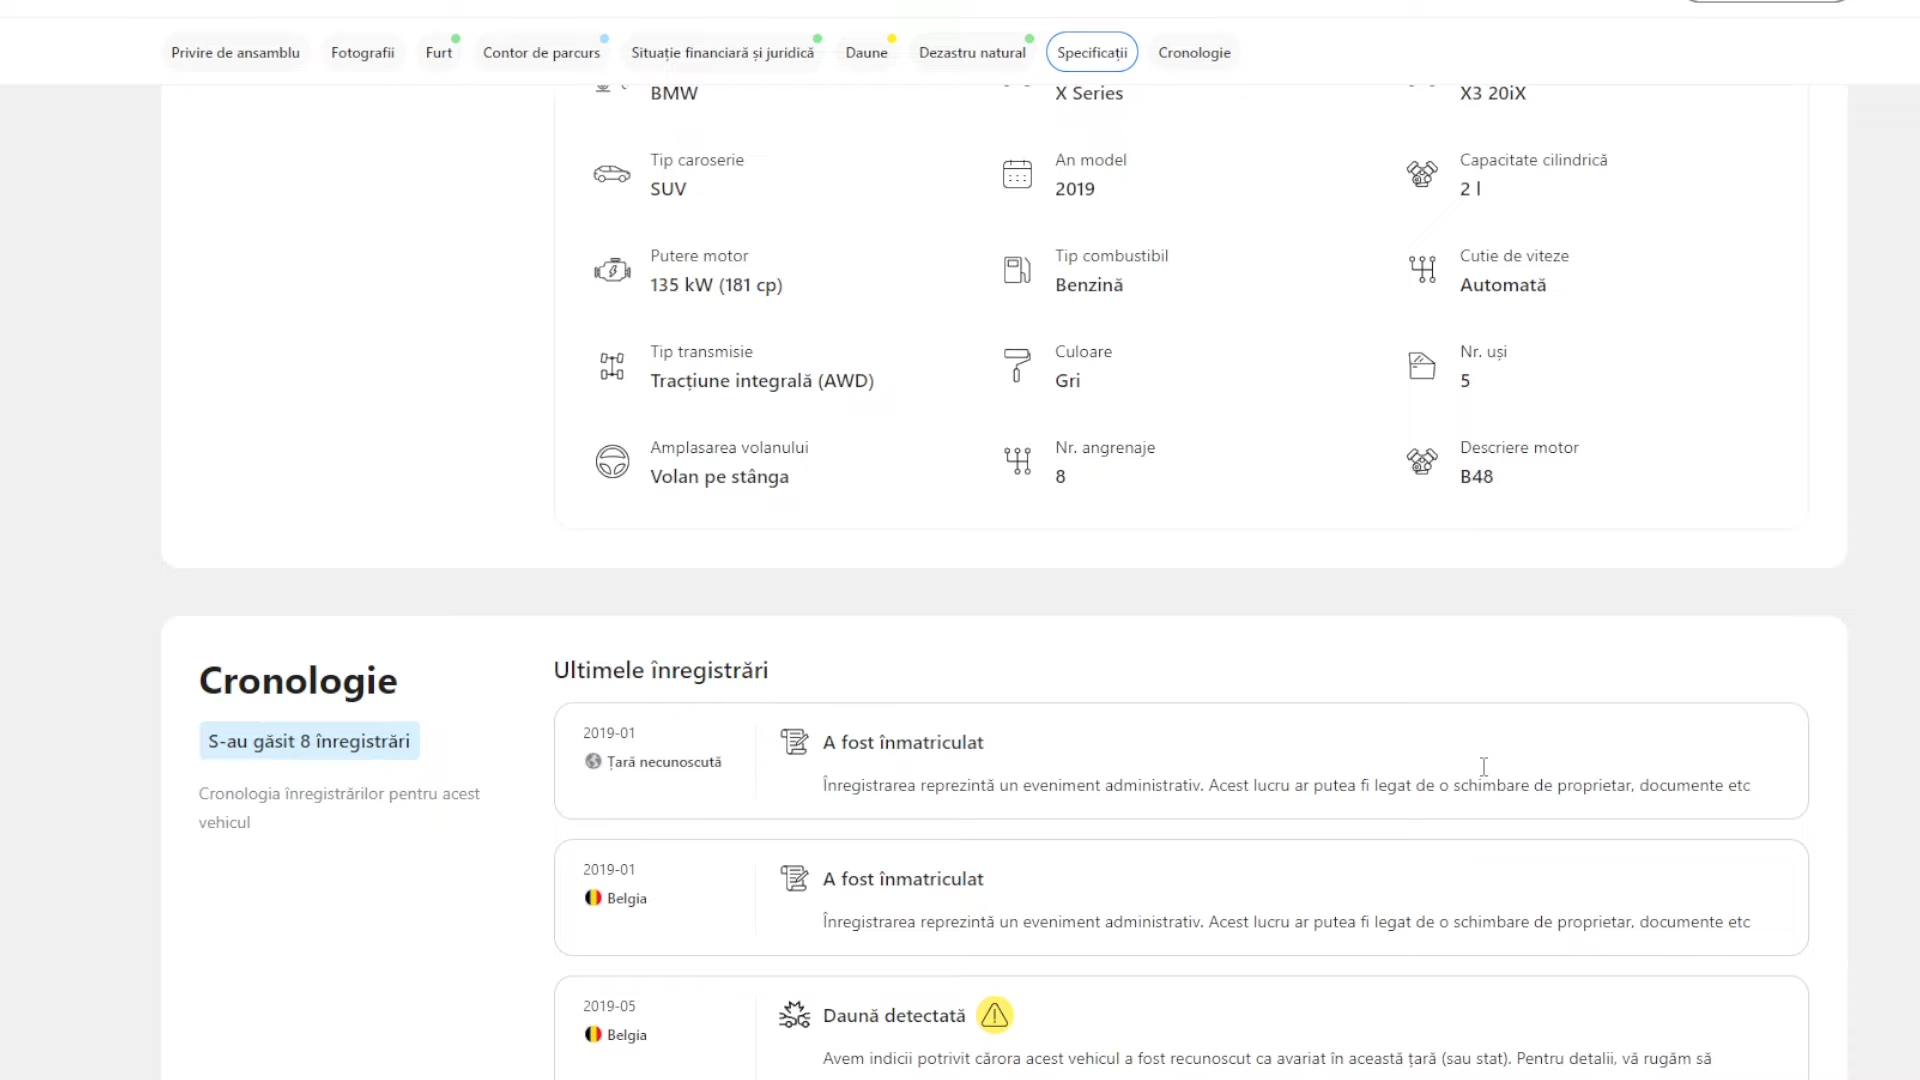 Privire de ansamblu Fotografii Furt Contor de parcurs Situație financiară și juridică Daune Dezastru natural Specificații Cronologie
BMW X Series X3 20iX
Tip caroserie An model Capacitate cilindrică
SUV 2019 2 l
Putere motor Tip combustibil Cutie de viteze
135 kW (181 cp) Benzină Automată
Tip transmisie Culoare Nr. uși
Tracțiune integrală (AWD) Gri 5
Amplasarea volanului Nr. angrenaje Descriere motor
Volan pe stânga 8 B48
Cronologie
S-au găsit 8 înregistrări
Cronologia înregistrărilor pentru acest
vehicul
Ultimele înregistrări
2019-01
Țară necunoscută
A fost înmatriculat
Înregistrarea reprezintă un eveniment administrativ. Acest lucru ar putea fi legat de o schimbare de proprietar, documente etc
2019-01
Belgia
A fost înmatriculat
Înregistrarea reprezintă un eveniment administrativ. Acest lucru ar putea fi legat de o schimbare de proprietar, documente etc
2019-05
Belgia
Daună detectată
Avem indicii potrivit cărora acest vehicul a fost recunoscut ca avariat în această țară (sau stat). Pentru detalii, vă rugăm să